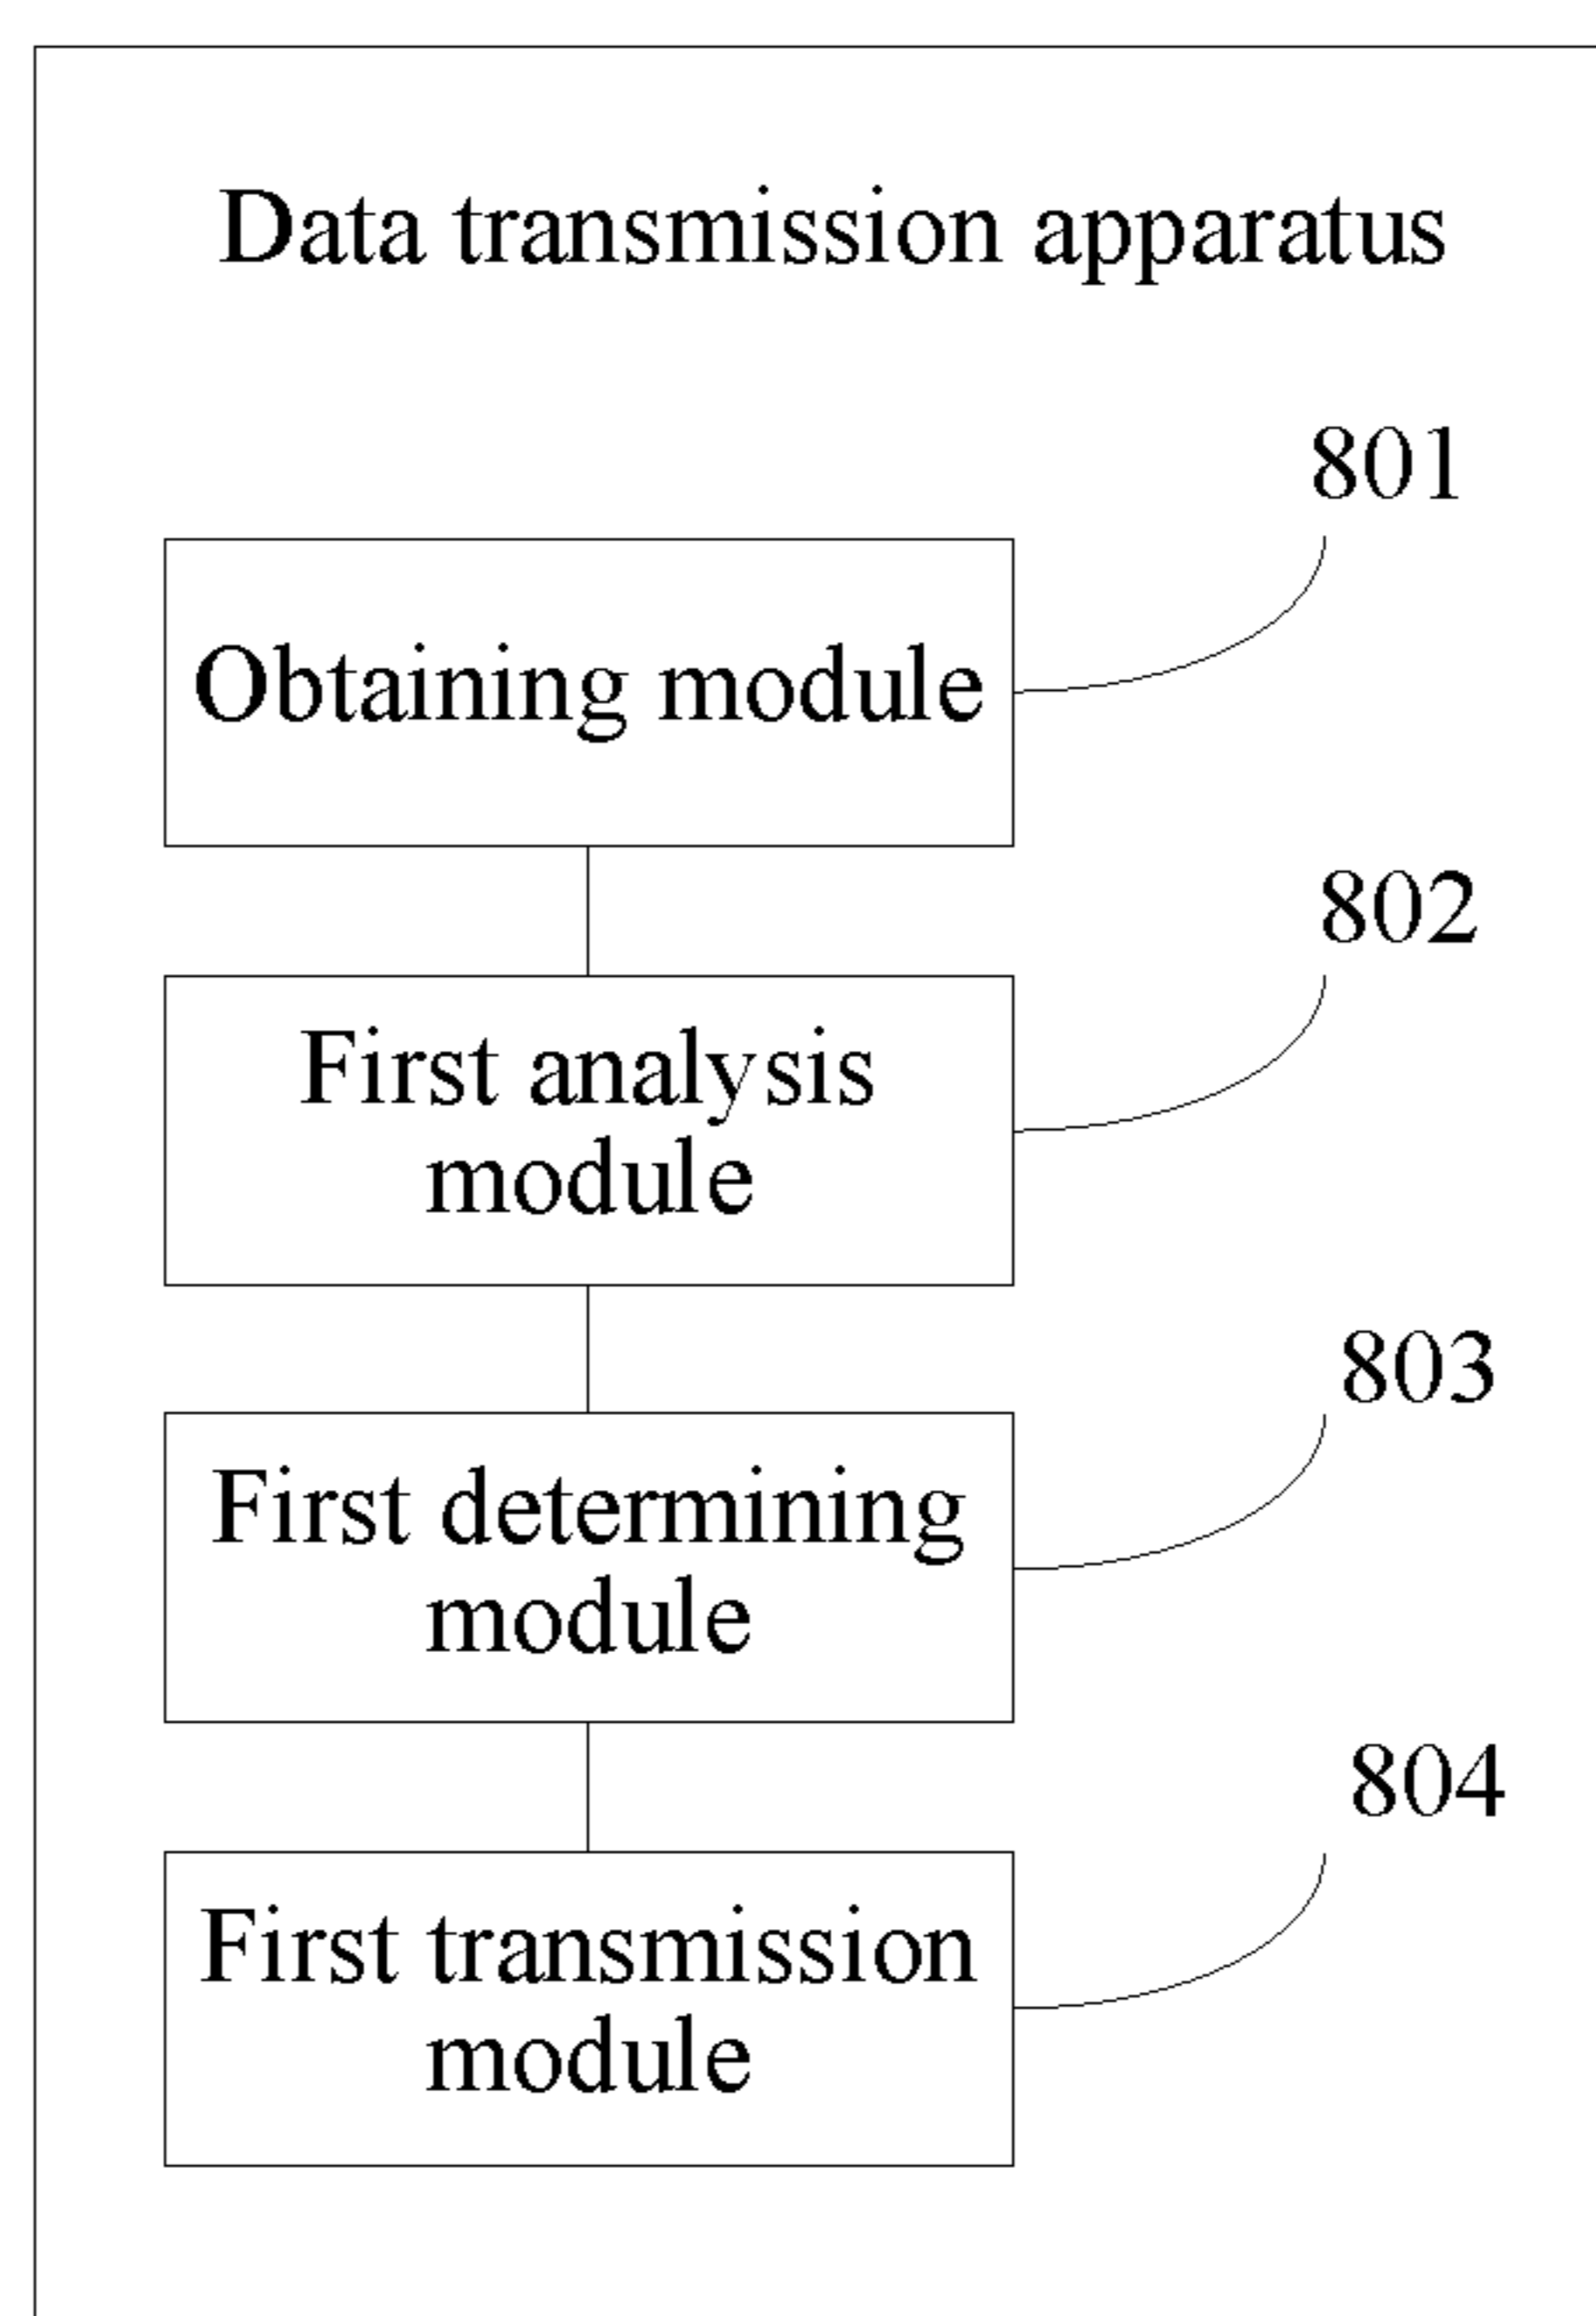 Data transmission apparatus
801
Obtaining module
802
First analysis
module
803
First determining
module
804
First transmission
module